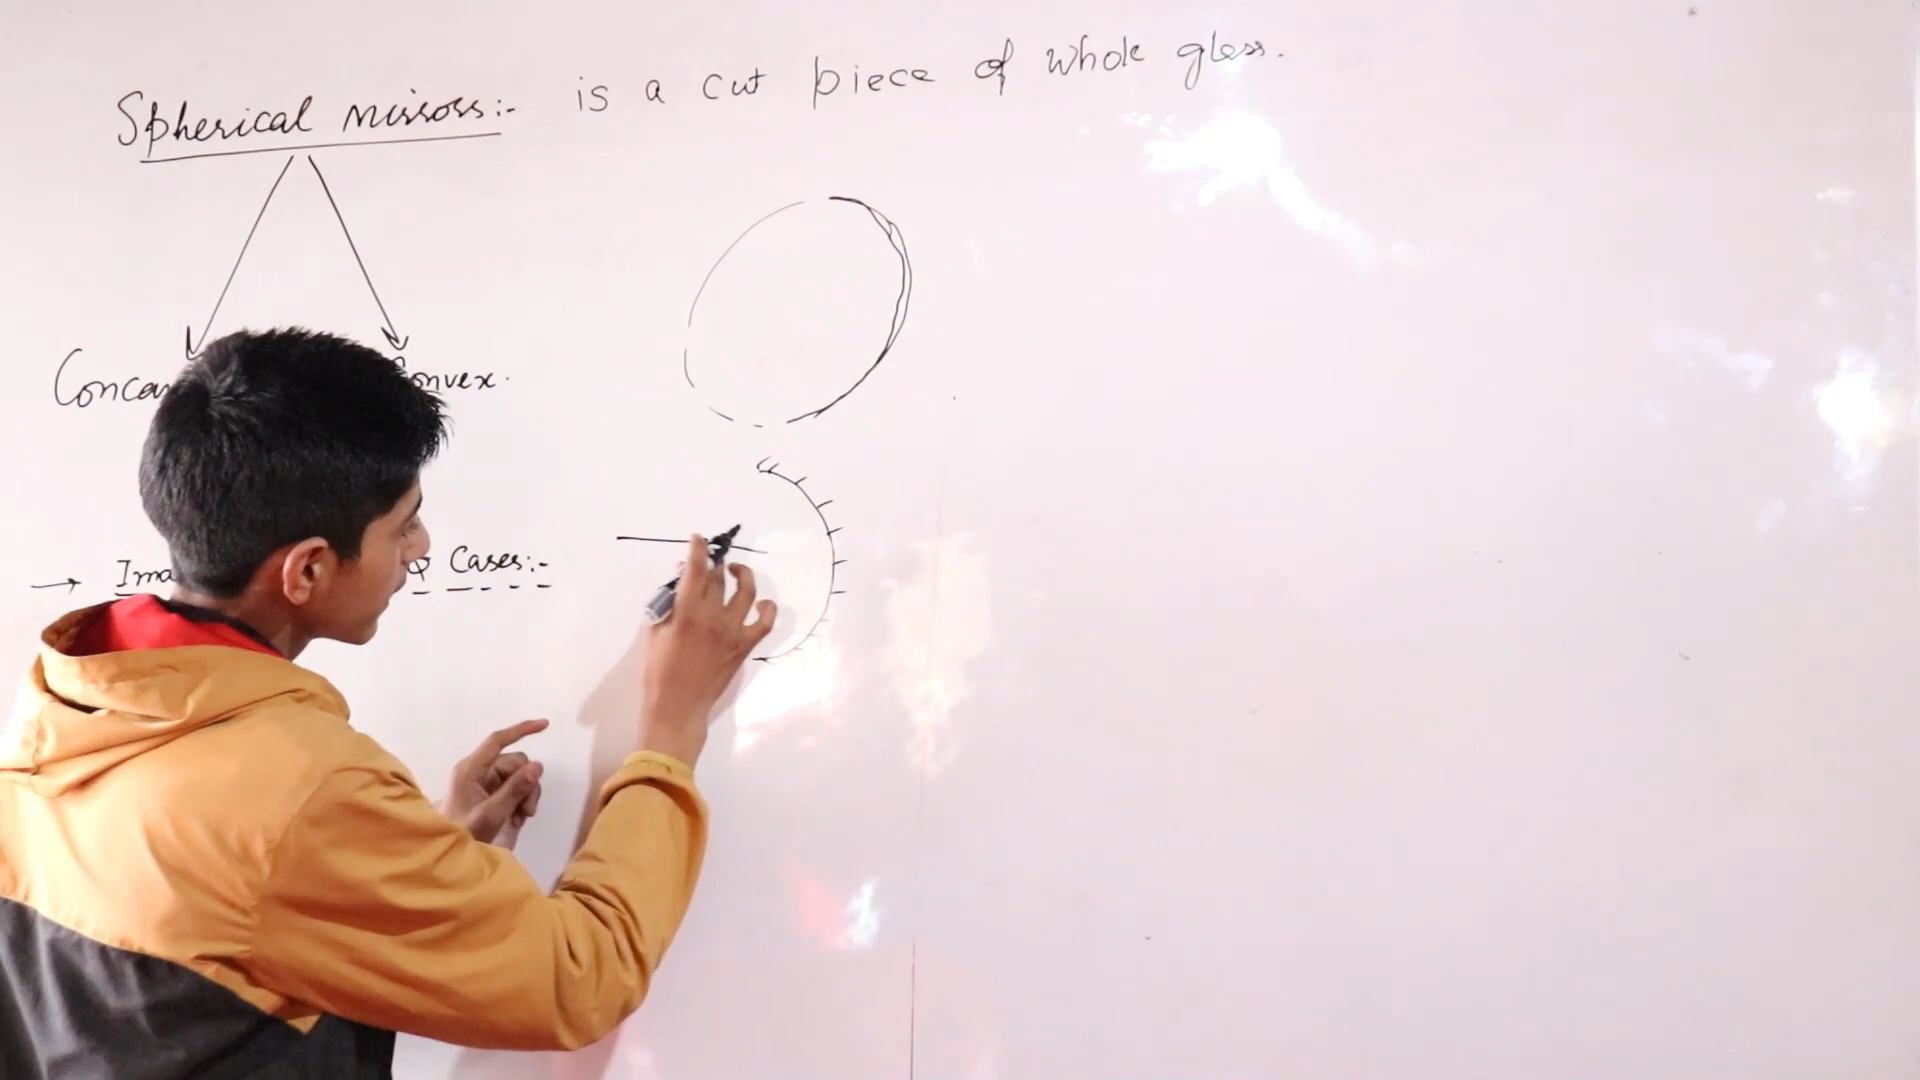 Spherical mirrors:- is a cut piece of whole glass.
Convex.
→ Cases:-